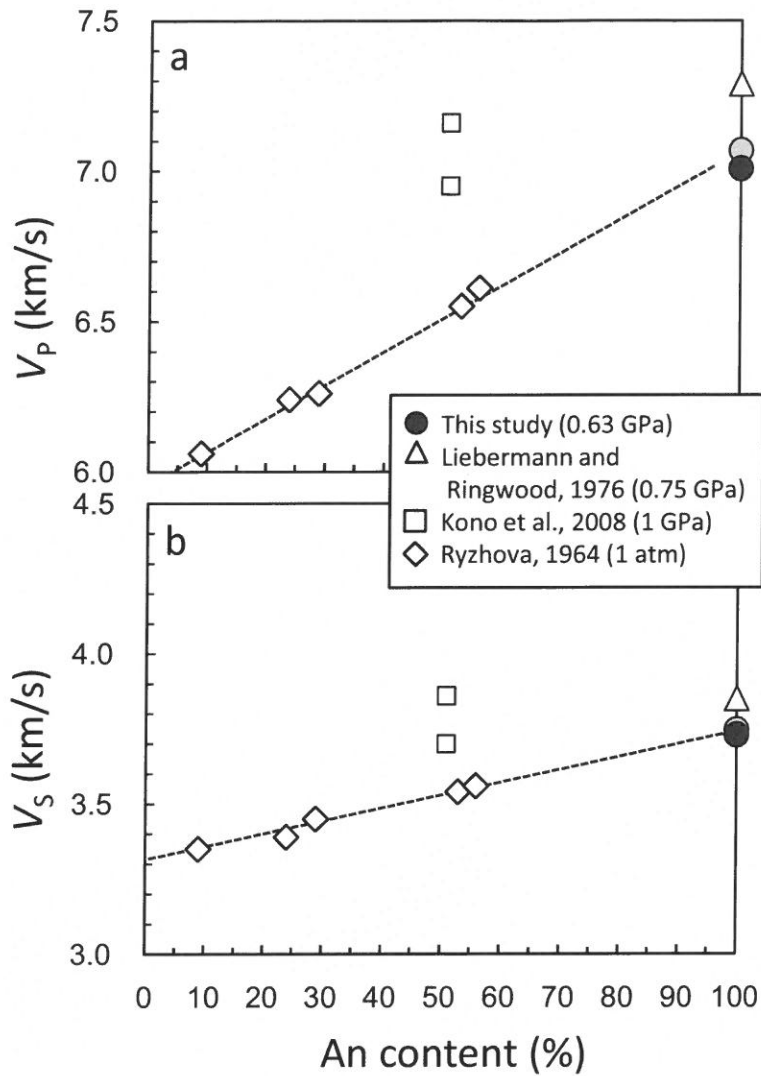 7.5
a
7.0
6.5
6.0
V_P (km/s)
This study (0.63 GPa)
Liebermann and
Ringwood, 1976 (0.75 GPa)
Kono et al., 2008 (1 GPa)
Ryzhova, 1964 (1 atm)
4.5
b
4.0
3.5
3.0
V_S (km/s)
0 10 20 30 40 50 60 70 80 90 100
An content (%)